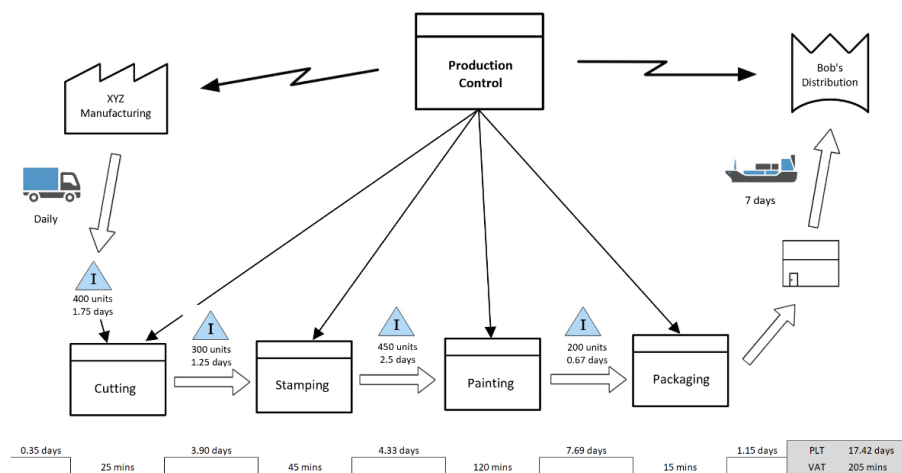 Production
Control
XYZ
Manufacturing
Bob's
Distribution
Daily
7 days
I
400 units
1.75 days
I
300 units
1.25 days
I
450 units
2.5 days
I
200 units
0.67 days
Cutting
Stamping
Painting
Packaging
0.35 days
3.90 days
4.33 days
7.69 days
1.15 days
PLT 17.42 days
25 mins
45 mins
120 mins
15 mins
VAT 205 mins